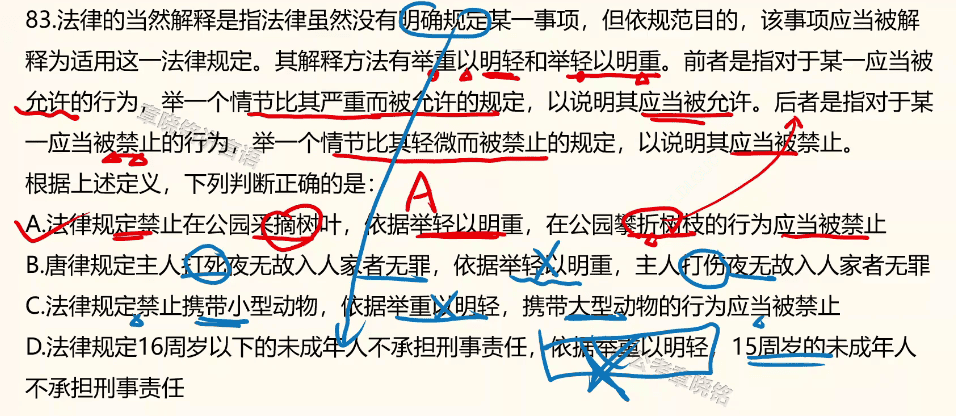 83.法律的当然解释是指法律虽然没有明确规定某一事项，但依规范目的，该事项应当被解
释为适用这一法律规定。其解释方法有举重以明轻和举轻以明重。前者是指对于某一应当被
允许的行为，举一个情节比其严重而被允许的规定，以说明其应当被允许。后者是指对于某
一应当被禁止的行为，举一个情节比其轻微而被禁止的规定，以说明其应当被禁止。
根据上述定义，下列判断正确的是：
A
A.法律规定禁止在公园采摘树叶，依据举轻以明重，在公园攀折树枝的行为应当被禁止
B.唐律规定主人打死夜无故入人家者无罪，依据举轻以明重，主人打伤夜无故入人家者无罪
C.法律规定禁止携带小型动物，依据举重以明轻，携带大型动物的行为应当被禁止
D.法律规定16周岁以下的未成年人不承担刑事责任，依据举重以明轻，15周岁的未成年人
不承担刑事责任
公考章晓铭